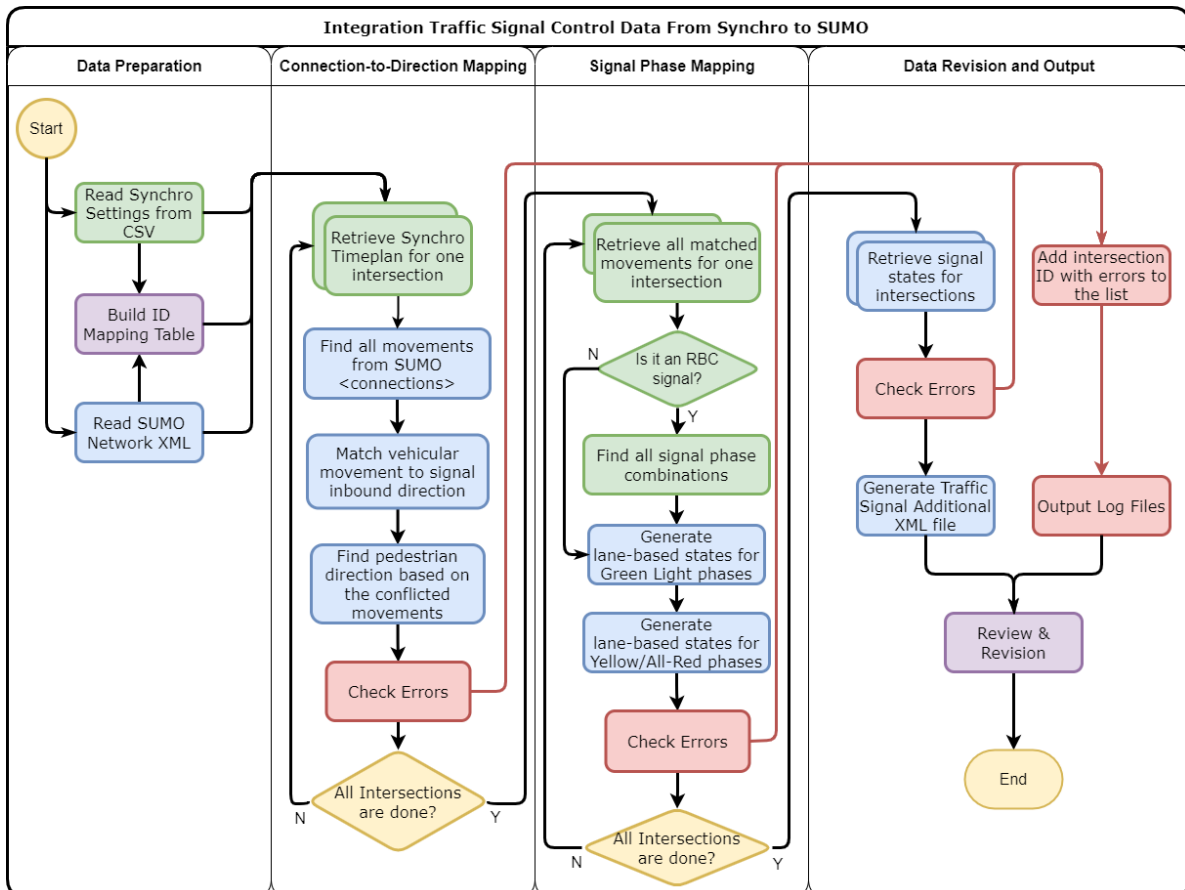 Integration Traffic Signal Control Data From Synchro to SUMO
Data Preparation
Connection-to-Direction Mapping
Signal Phase Mapping
Data Revision and Output
Start
Read Synchro
Settings from
CSV
Build ID
Mapping Table
Read SUMO
Network XML
Retrieve Synchro
Timeplan for one
intersection
Find all movements
from SUMO
<connections>
Match vehicular
movement to signal
inbound direction
Find pedestrian
direction based on
the conflicted
movements
Check Errors
All Intersections
are done?
N
Y
Retrieve all matched
movements for one
intersection
Is it an RBC
signal?
N
Y
Find all signal phase
combinations
Generate
lane-based states for
Green Light phases
Generate
lane-based states for
Yellow/All-Red phases
Check Errors
All Intersections
are done?
N
Y
Retrieve signal
states for
intersections
Check Errors
Generate Traffic
Signal Additional
XML file
Add intersection
ID with errors to
the list
Output Log Files
Review &
Revision
End